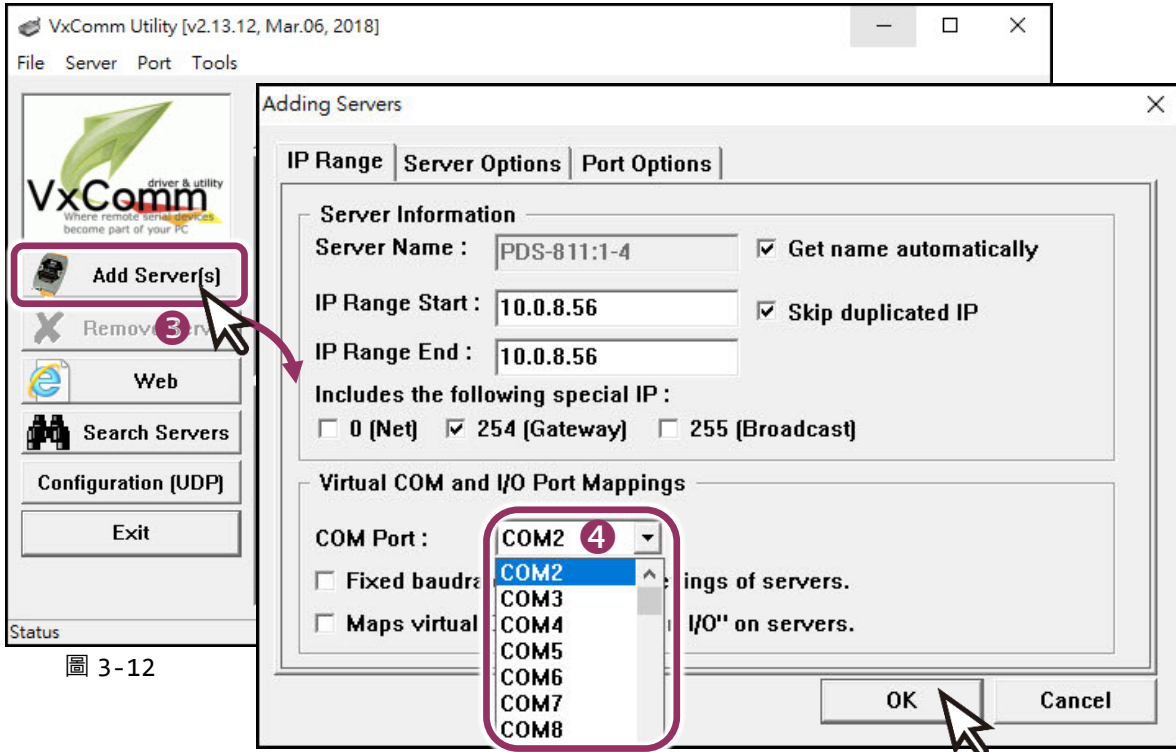 VxComm Utility [v2.13.12, Mar.06, 2018]
File Server Port Tools
driver & utility
VxComm
Where remote serial devices
become part of your PC
Add Server(s)
3
Web
Search Servers
Configuration (UDP)
Exit
Status
圖 3-12
Adding Servers
IP Range Server Options Port Options
Server Information
Server Name : PDS-811:1-4 Get name automatically
IP Range Start : 10.0.8.56 Skip duplicated IP
IP Range End : 10.0.8.56
Includes the following special IP :
0 (Net) 254 (Gateway) 255 (Broadcast)
Virtual COM and I/O Port Mappings
COM Port : COM2 4
Fixed of servers.
Maps virtual I/O" on servers.
COM2
COM3
COM4
COM5
COM6
COM7
COM8
OK Cancel